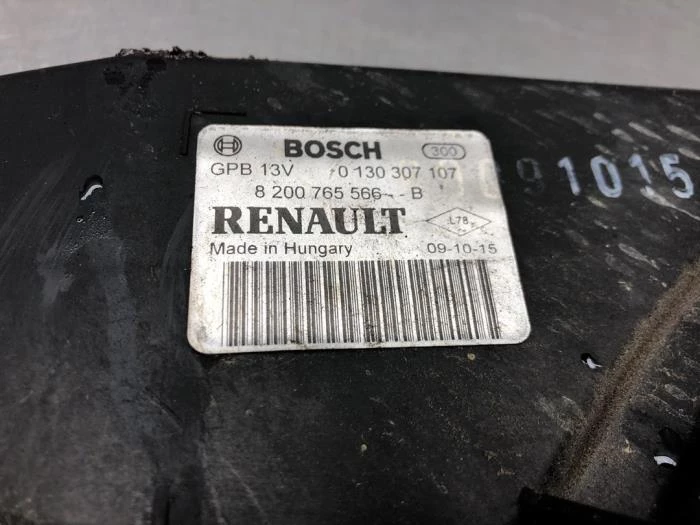 BOSCH 300
GPB 13V 0 130 307 107
8 200 765 566 - - B
RENAULT L78
Made in Hungary 09-10-15
091015